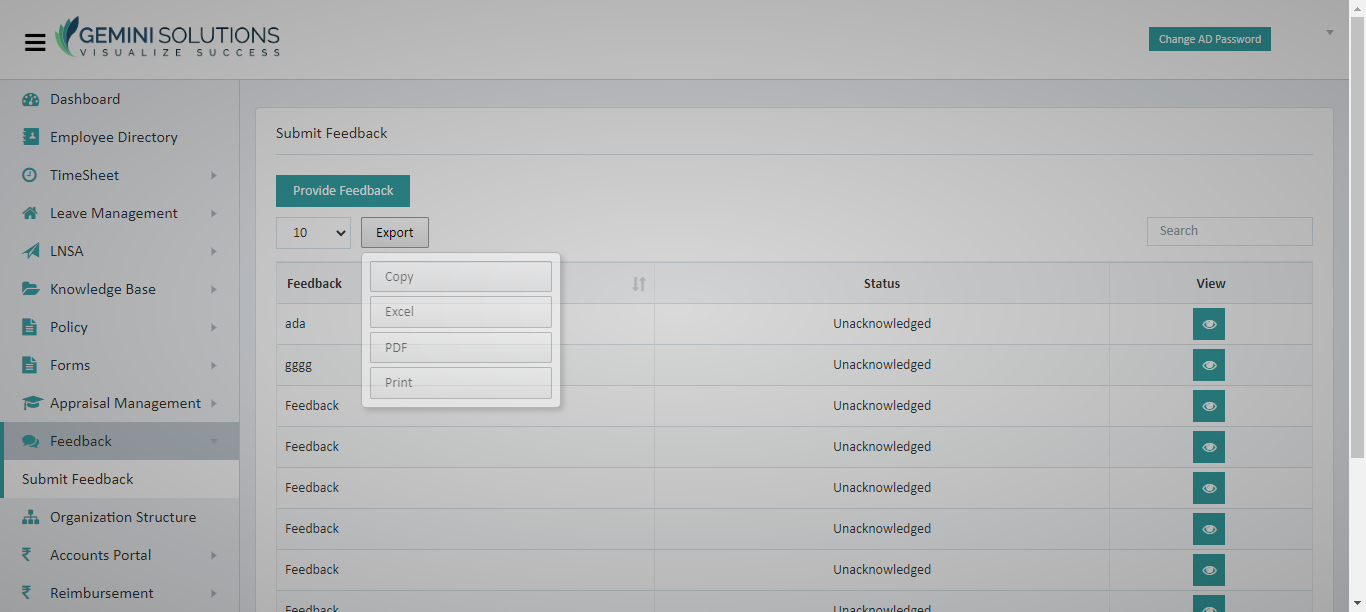 GEMINI SOLUTIONS
VISUALIZE SUCCESS
Change AD Password
Dashboard
Employee Directory
TimeSheet
Leave Management
LNSA
Knowledge Base
Policy
Forms
Appraisal Management
Feedback
Submit Feedback
Organization Structure
Accounts Portal
Reimbursement
Submit Feedback
Provide Feedback
10
Export
Search
Copy
Excel
PDF
Print
Feedback Status View
ada Unacknowledged
gggg Unacknowledged
Feedback Unacknowledged
Feedback Unacknowledged
Feedback Unacknowledged
Feedback Unacknowledged
Feedback Unacknowledged
Feedback Unacknowledged